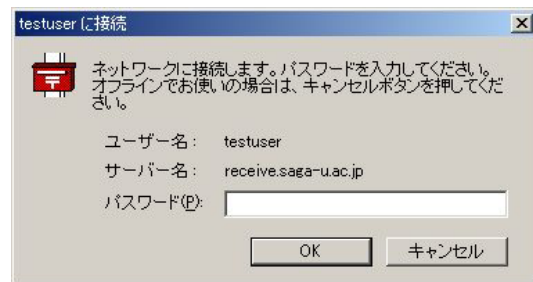 testuser に接続
ネットワークに接続します。パスワードを入力してください。
オフラインでお使いの場合は、キャンセルボタンを押してくだ
さい。
ユーザー名： testuser
サーバー名： receive.saga-u.ac.jp
パスワード(P):
OK キャンセル